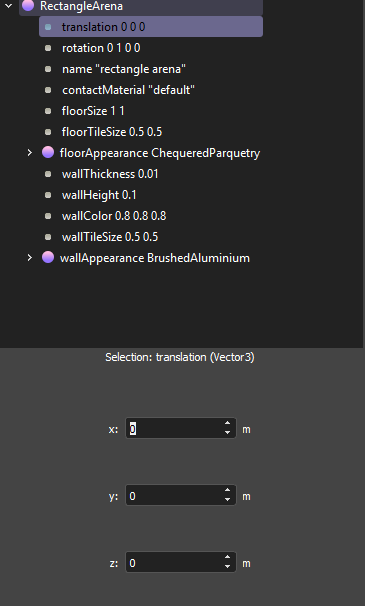 RectangleArena
translation 0 0 0
rotation 0 1 0 0
name "rectangle arena"
contactMaterial "default"
floorSize 1 1
floorTileSize 0.5 0.5
floorAppearance ChequeredParquetry
wallThickness 0.01
wallHeight 0.1
wallColor 0.8 0.8 0.8
wallTileSize 0.5 0.5
wallAppearance BrushedAluminium
Selection: translation (Vector3)
x: 0 m
y: 0 m
z: 0 m